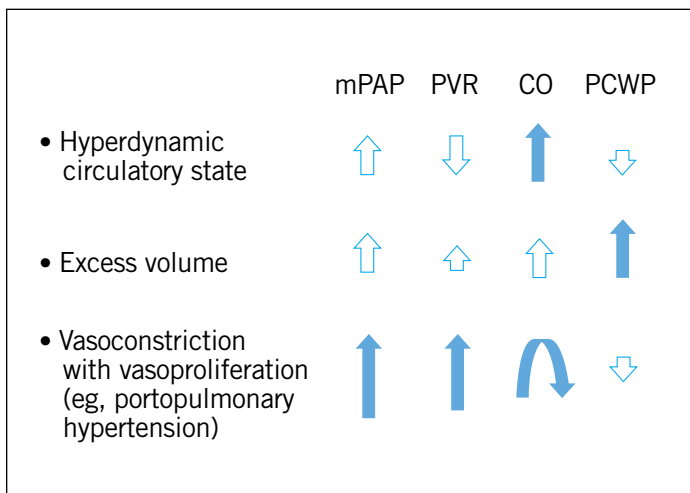 mPAP PVR CO PCWP
• Hyperdynamic
circulatory state
• Excess volume
• Vasoconstriction
with vasoproliferation
(eg, portopulmonary
hypertension)